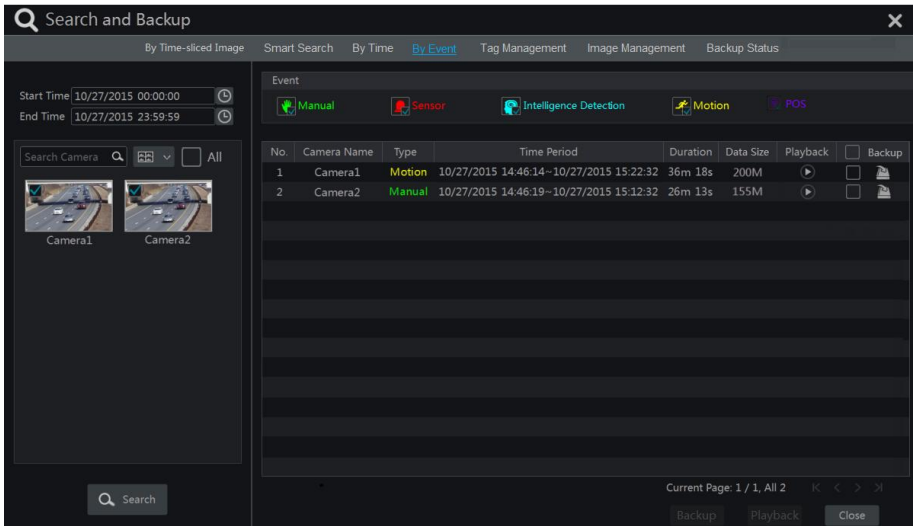 Search and Backup
By Time-sliced Image Smart Search By Time By Event Tag Management Image Management Backup Status
Start Time 10/27/2015 00:00:00
End Time 10/27/2015 23:59:59
Search Camera All
Camera1 Camera2
Search
Event
Manual Sensor Intelligence Detection Motion POS
No. Camera Name Type Time Period Duration Data Size Playback Backup
1 Camera1 Motion 10/27/2015 14:46:14~10/27/2015 15:22:32 36m 18s 200M
2 Camera2 Manual 10/27/2015 14:46:19~10/27/2015 15:12:32 26m 13s 155M
Current Page: 1 / 1, All 2
Backup Playback Close